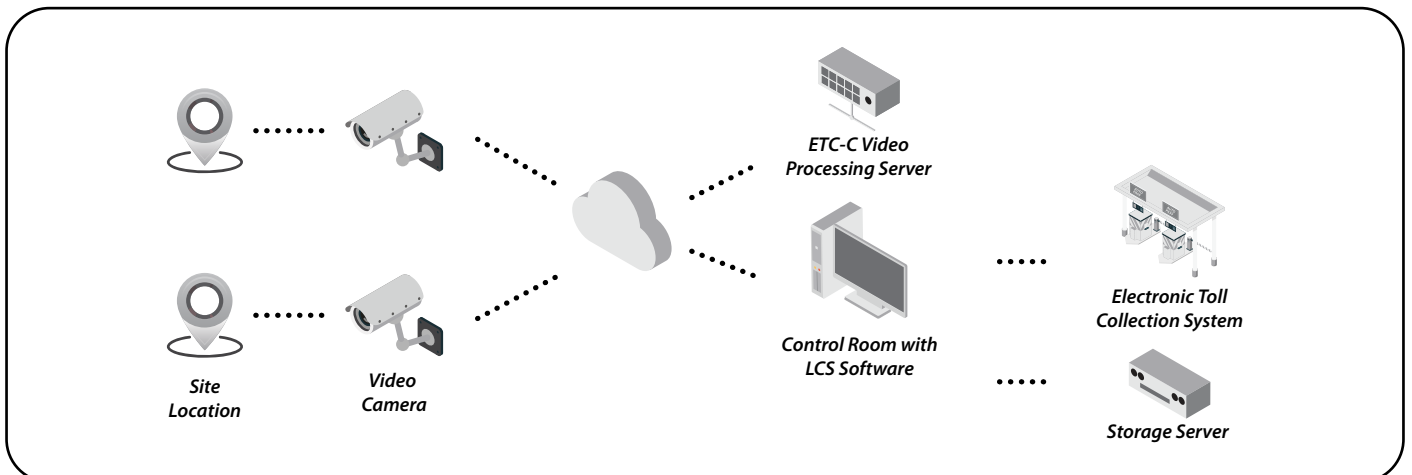 ETC-C Video
Processing Server
Electronic Toll
Collection System
Control Room with
LCS Software
Site
Location
Video
Camera
Storage Server